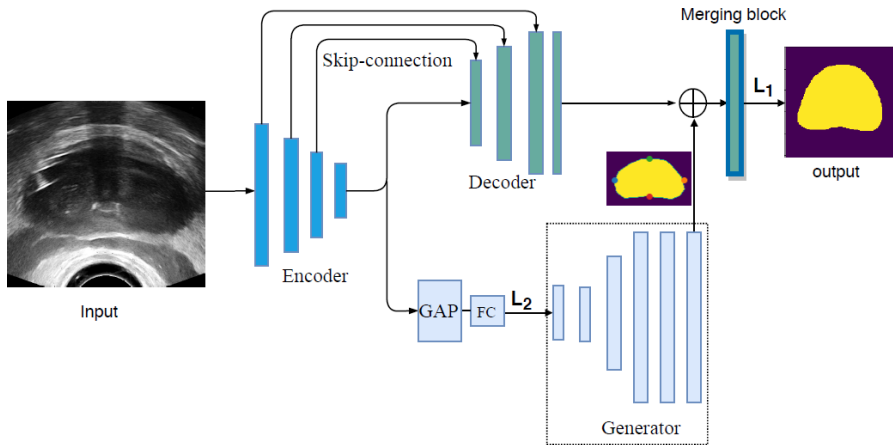 Merging block
Skip-connection
L1
Decoder
output
Encoder
Input
GAP
FC
L2
Generator